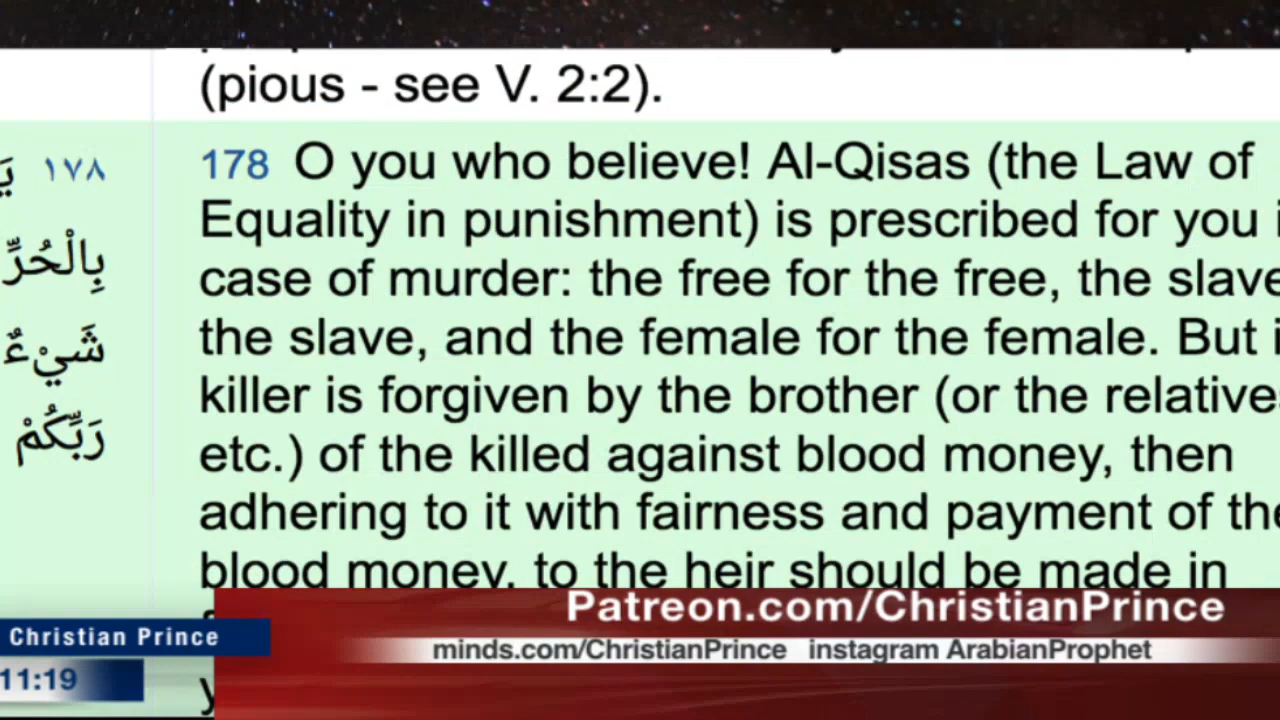 (pious - see V. 2:2).
١٧٨
178 O you who believe! Al-Qisas (the Law of
Equality in punishment) is prescribed for you
بِالْحُرِّ
case of murder: the free for the free, the slave
شَيْءٌ
the slave, and the female for the female. But
killer is forgiven by the brother (or the relatives
رَبِّكُمْ
etc.) of the killed against blood money, then
adhering to it with fairness and payment of the
blood money, to the heir should be made in
Patreon.com/ChristianPrince
Christian Prince
minds.com/ChristianPrince instagram ArabianProphet
11:19